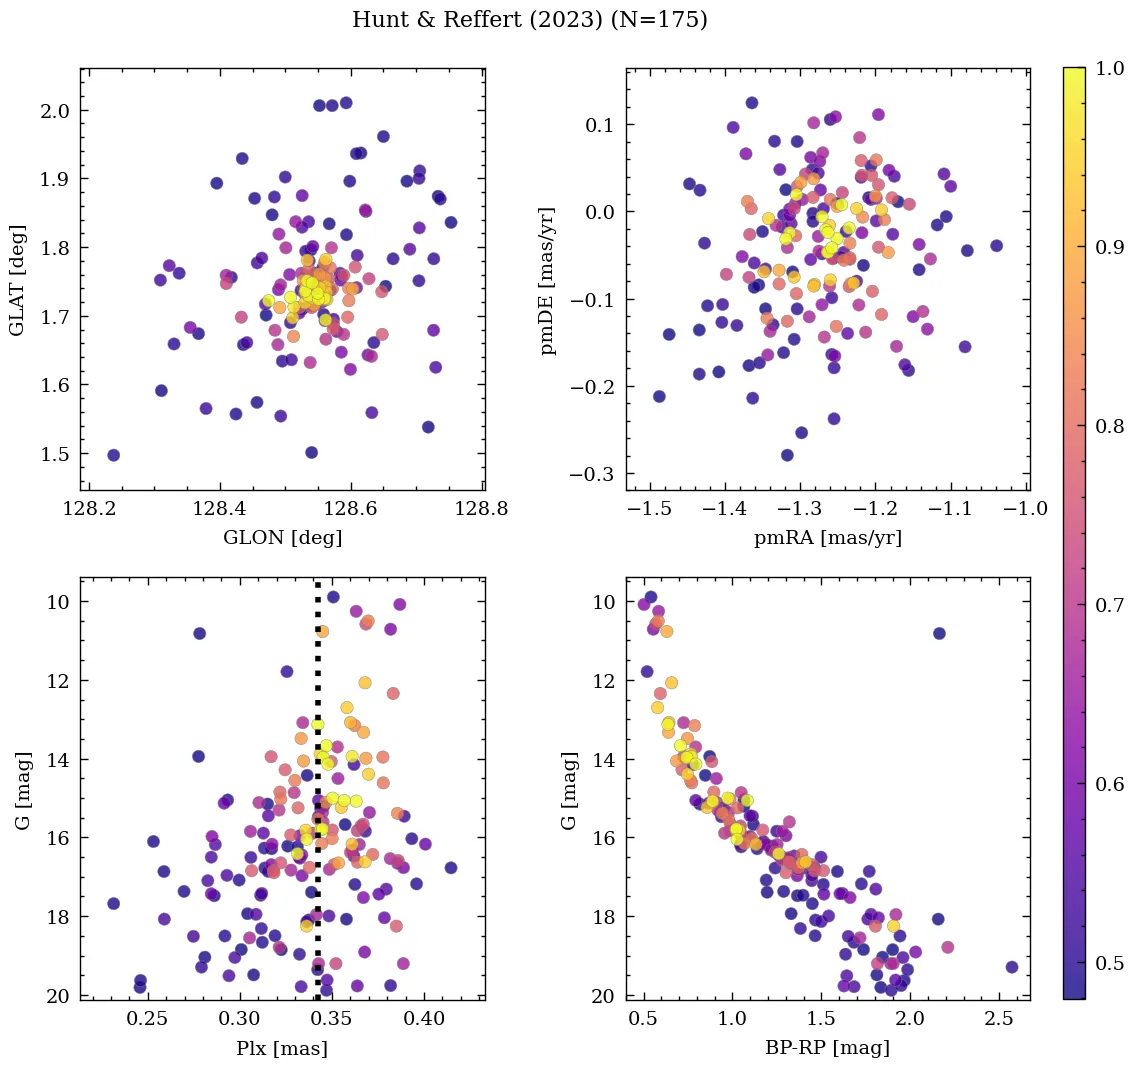 Hunt & Reffert (2023) (N=175)
2.0
1.9
1.8
1.7
1.6
1.5
GLAT [deg]
128.2 128.4 128.6 128.8
GLON [deg]
0.1
0.0
−0.1
−0.2
−0.3
pmDE [mas/yr]
−1.5 −1.4 −1.3 −1.2 −1.1 −1.0
pmRA [mas/yr]
10
12
14
16
18
20
G [mag]
0.25 0.30 0.35 0.40
Plx [mas]
10
12
14
16
18
20
G [mag]
0.5 1.0 1.5 2.0 2.5
BP-RP [mag]
1.0
0.9
0.8
0.7
0.6
0.5